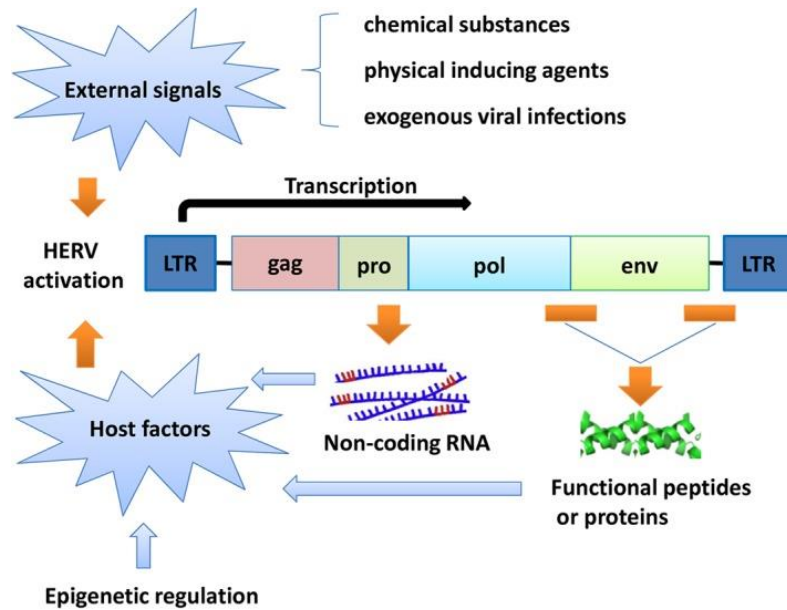 chemical substances
External signals
physical inducing agents
exogenous viral infections
Transcription
HERV
activation
LTR gag pro pol env LTR
Host factors
Non-coding RNA
Functional peptides
or proteins
Epigenetic regulation